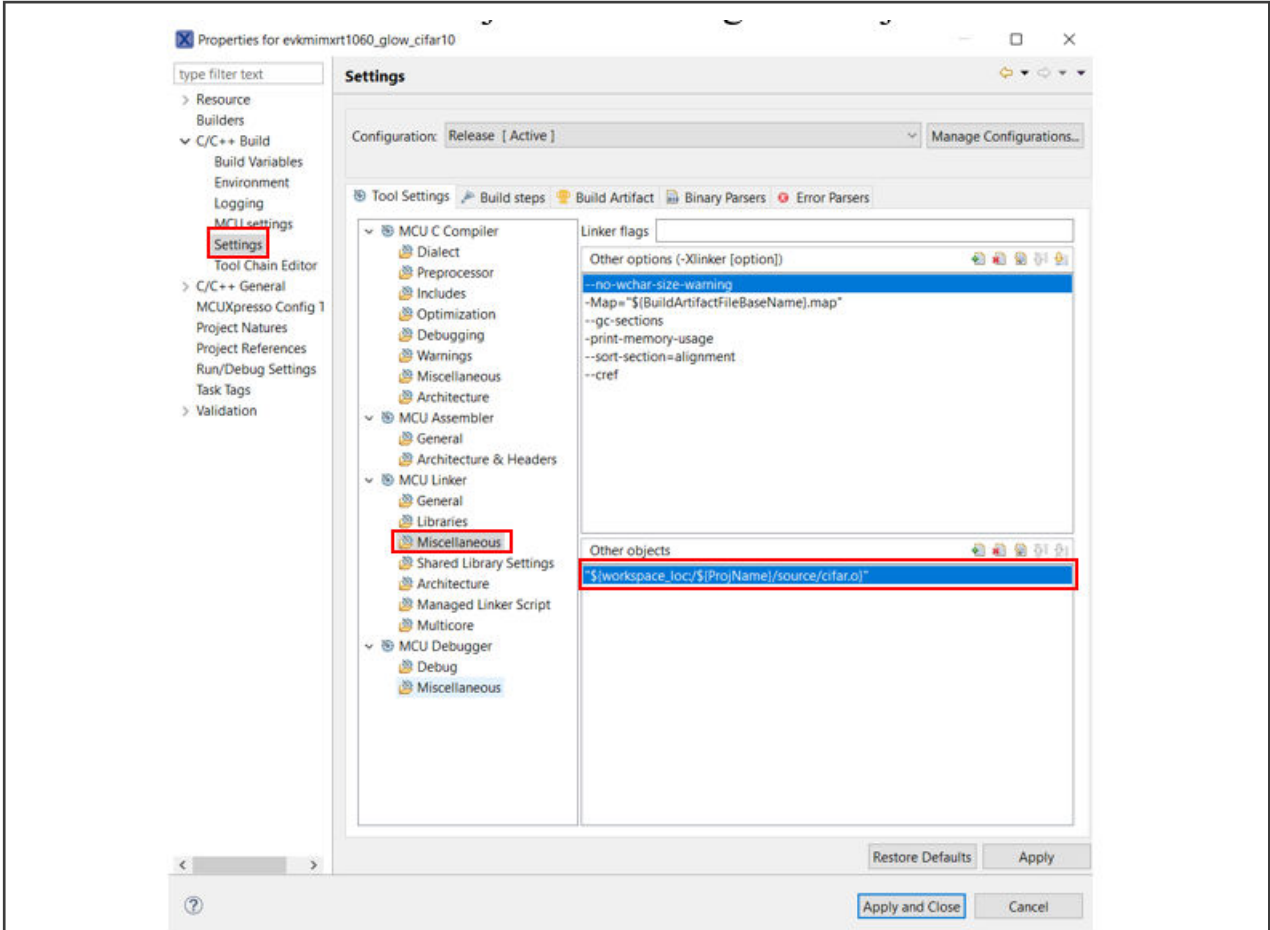 Properties for evkmimxrt1060_glow_cifar10
type filter text
Resource
Builders
C/C++ Build
Build Variables
Environment
Logging
MCU settings
Settings
Tool Chain Editor
C/C++ General
MCUXpresso Config T
Project Natures
Project References
Run/Debug Settings
Task Tags
Validation
Settings
Configuration: Release [ Active ]
Manage Configurations...
Tool Settings Build steps Build Artifact Binary Parsers Error Parsers
MCU C Compiler
Dialect
Preprocessor
Includes
Optimization
Debugging
Warnings
Miscellaneous
Architecture
MCU Assembler
General
Architecture & Headers
MCU Linker
General
Libraries
Miscellaneous
Shared Library Settings
Architecture
Managed Linker Script
Multicore
MCU Debugger
Debug
Miscellaneous
Linker flags
Other options (-Xlinker [option])
--no-wchar-size-warning
-Map="${BuildArtifactFileBaseName}.map"
--gc-sections
-print-memory-usage
--sort-section=alignment
--cref
Other objects
"${workspace_loc:/${ProjName}/source/cifar.o}"
Restore Defaults Apply
Apply and Close Cancel